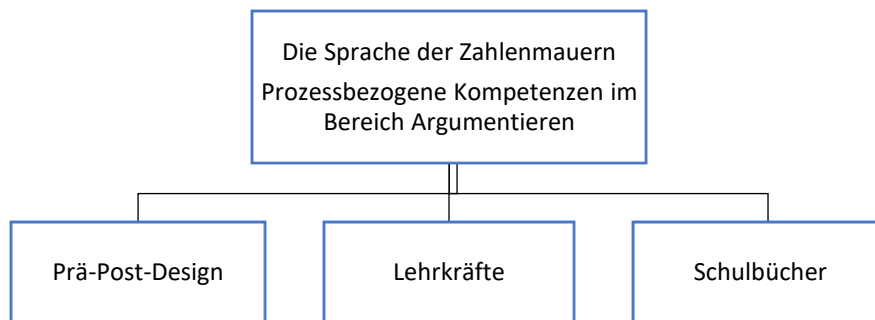 Die Sprache der Zahlenmauern
Prozessbezogene Kompetenzen im
Bereich Argumentieren
Prä-Post-Design
Lehrkräfte
Schulbücher